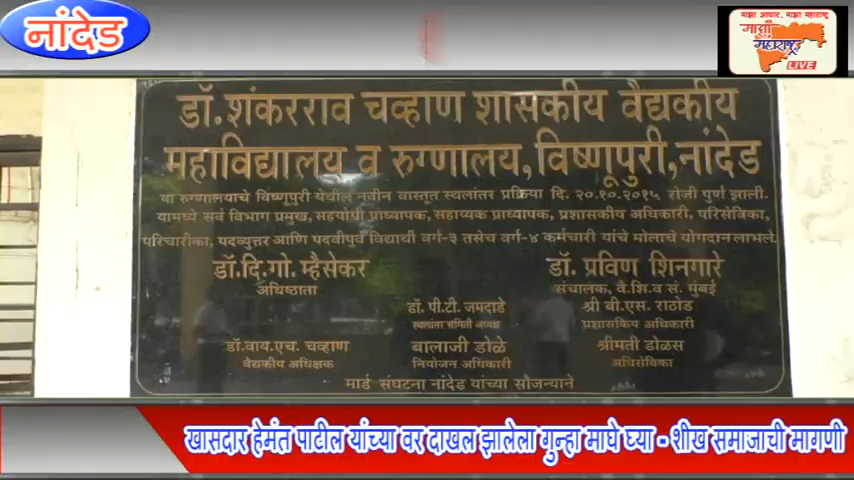 नांदेड
माझा आधार, माझा महाराष्ट्र
माझा
महाराष्ट्र
LIVE
डॉ.शंकरराव चव्हाण शासकीय वैद्यकीय
महाविद्यालय व रुग्णालय,विष्णूपुरी,नांदेड
या रुग्णालयाचे विष्णूपुरी येथील नवीन वास्तूत स्थलांतर प्रक्रिया दि. २०.१०.२०१५ रोजी पुर्ण झाली.
यामध्ये सर्व विभाग प्रमुख, सहयोगी प्राध्यापक, सहाय्यक प्राध्यापक, प्रशासकीय अधिकारी, परिसेविका,
परिचारीका, पदव्युत्तर आणि पदवीपुर्व विद्यार्थी वर्ग-३ तसेच वर्ग-४ कर्मचारी यांचे मोलाचे योगदान लाभले.
डॉ.दि.गो. म्हैसेकर
अधिष्ठाता
डॉ. प्रविण शिनगारे
संचालक, वै.शि.व सं. मुंबई
डॉ.पी.टी. जमदाडे
स्थलांतर समिती अध्यक्ष
श्री बी.एस. राठोड
प्रशासकिय अधिकारी
डॉ.वाय.एच. चव्हाण
वैद्यकीय अधिक्षक
बालाजी डोळे
नियोजन अधिकारी
श्रीमती डोळस
अधिसेविका
मार्ड संघटना नांदेड यांच्या सौजन्याने
खासदार हेमंत पाटील यांच्या वर दाखल झालेला गुन्हा माघे घ्या - शीख समाजाची मागणी